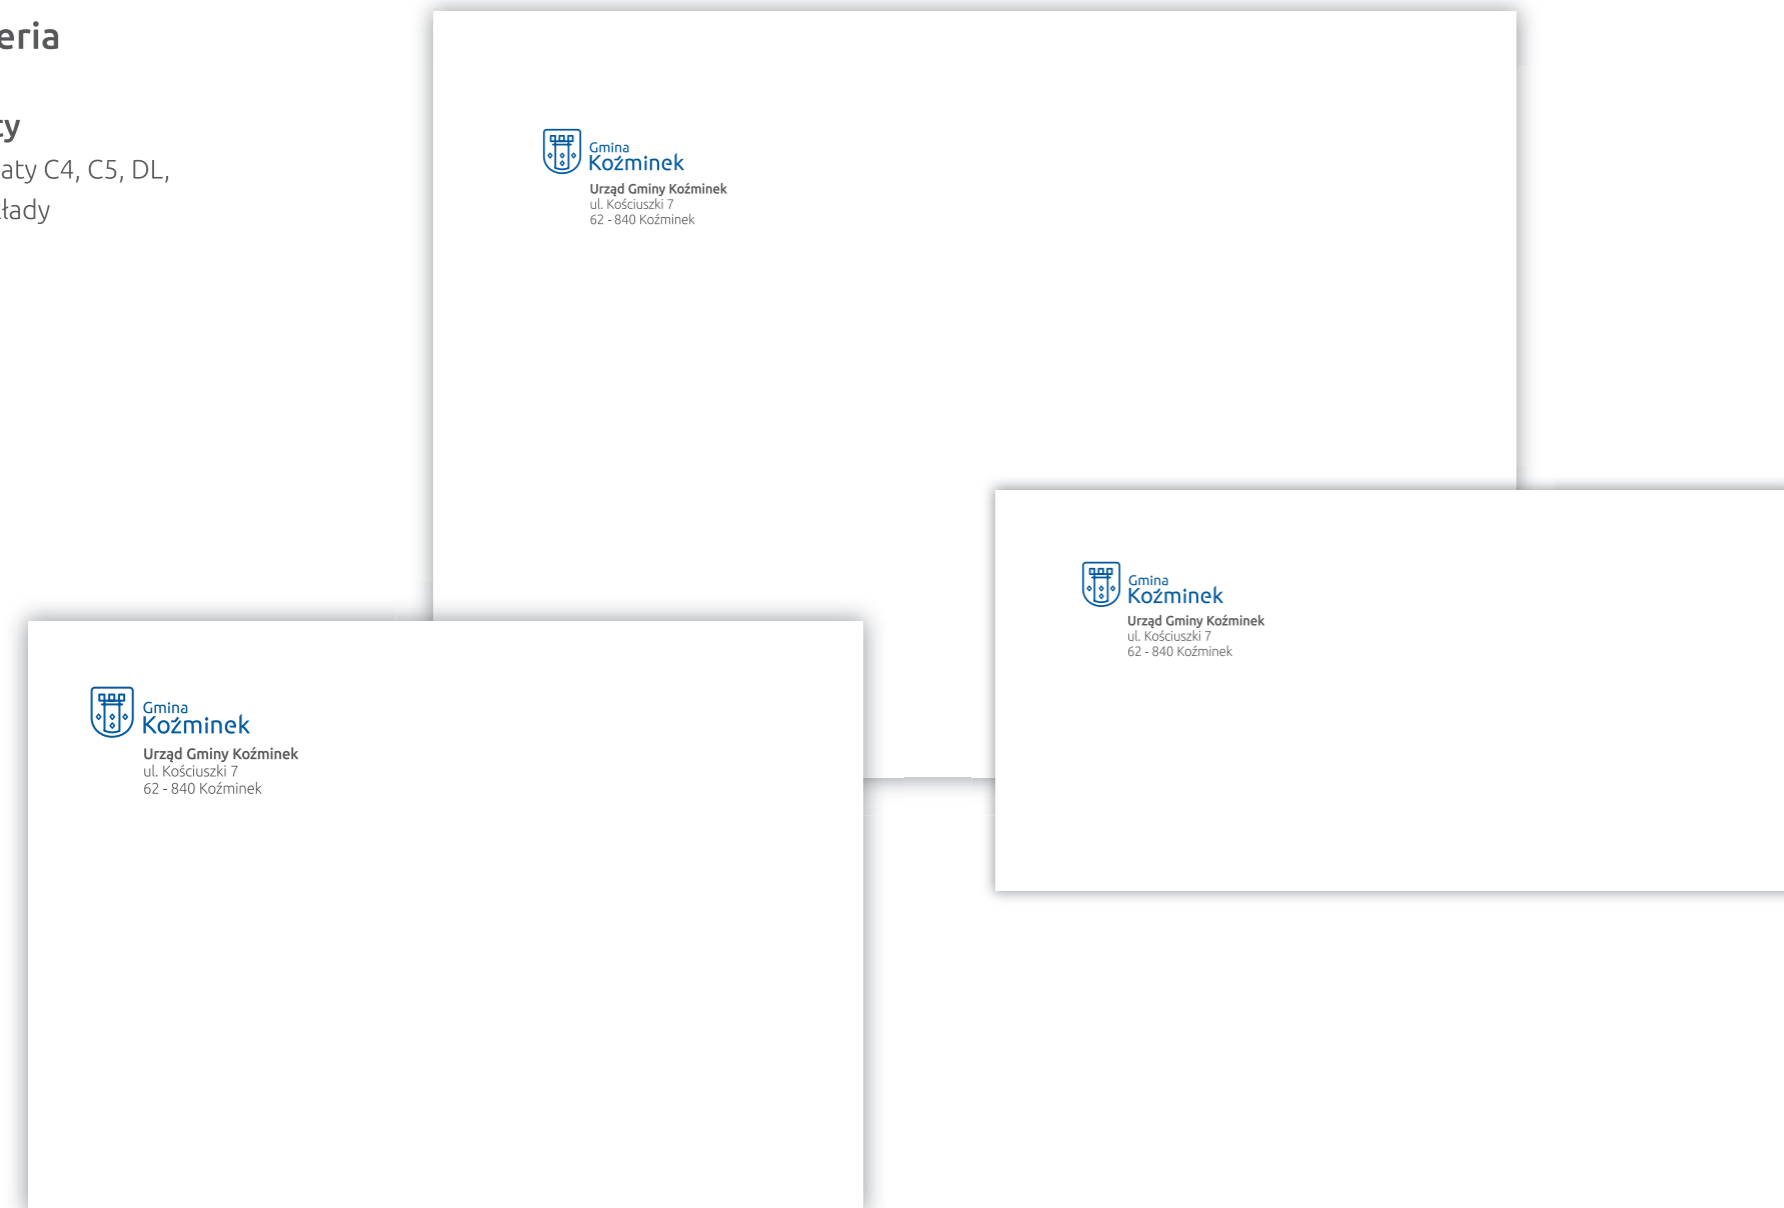 eria
ty
aty C4, C5, DL,
łady
Gmina
Koźminek
Urząd Gminy Koźminek
ul. Kościuszki 7
62 - 840 Koźminek
Gmina
Koźminek
Urząd Gminy Koźminek
ul. Kościuszki 7
62 - 840 Koźminek
Gmina
Koźminek
Urząd Gminy Koźminek
ul. Kościuszki 7
62 - 840 Koźminek